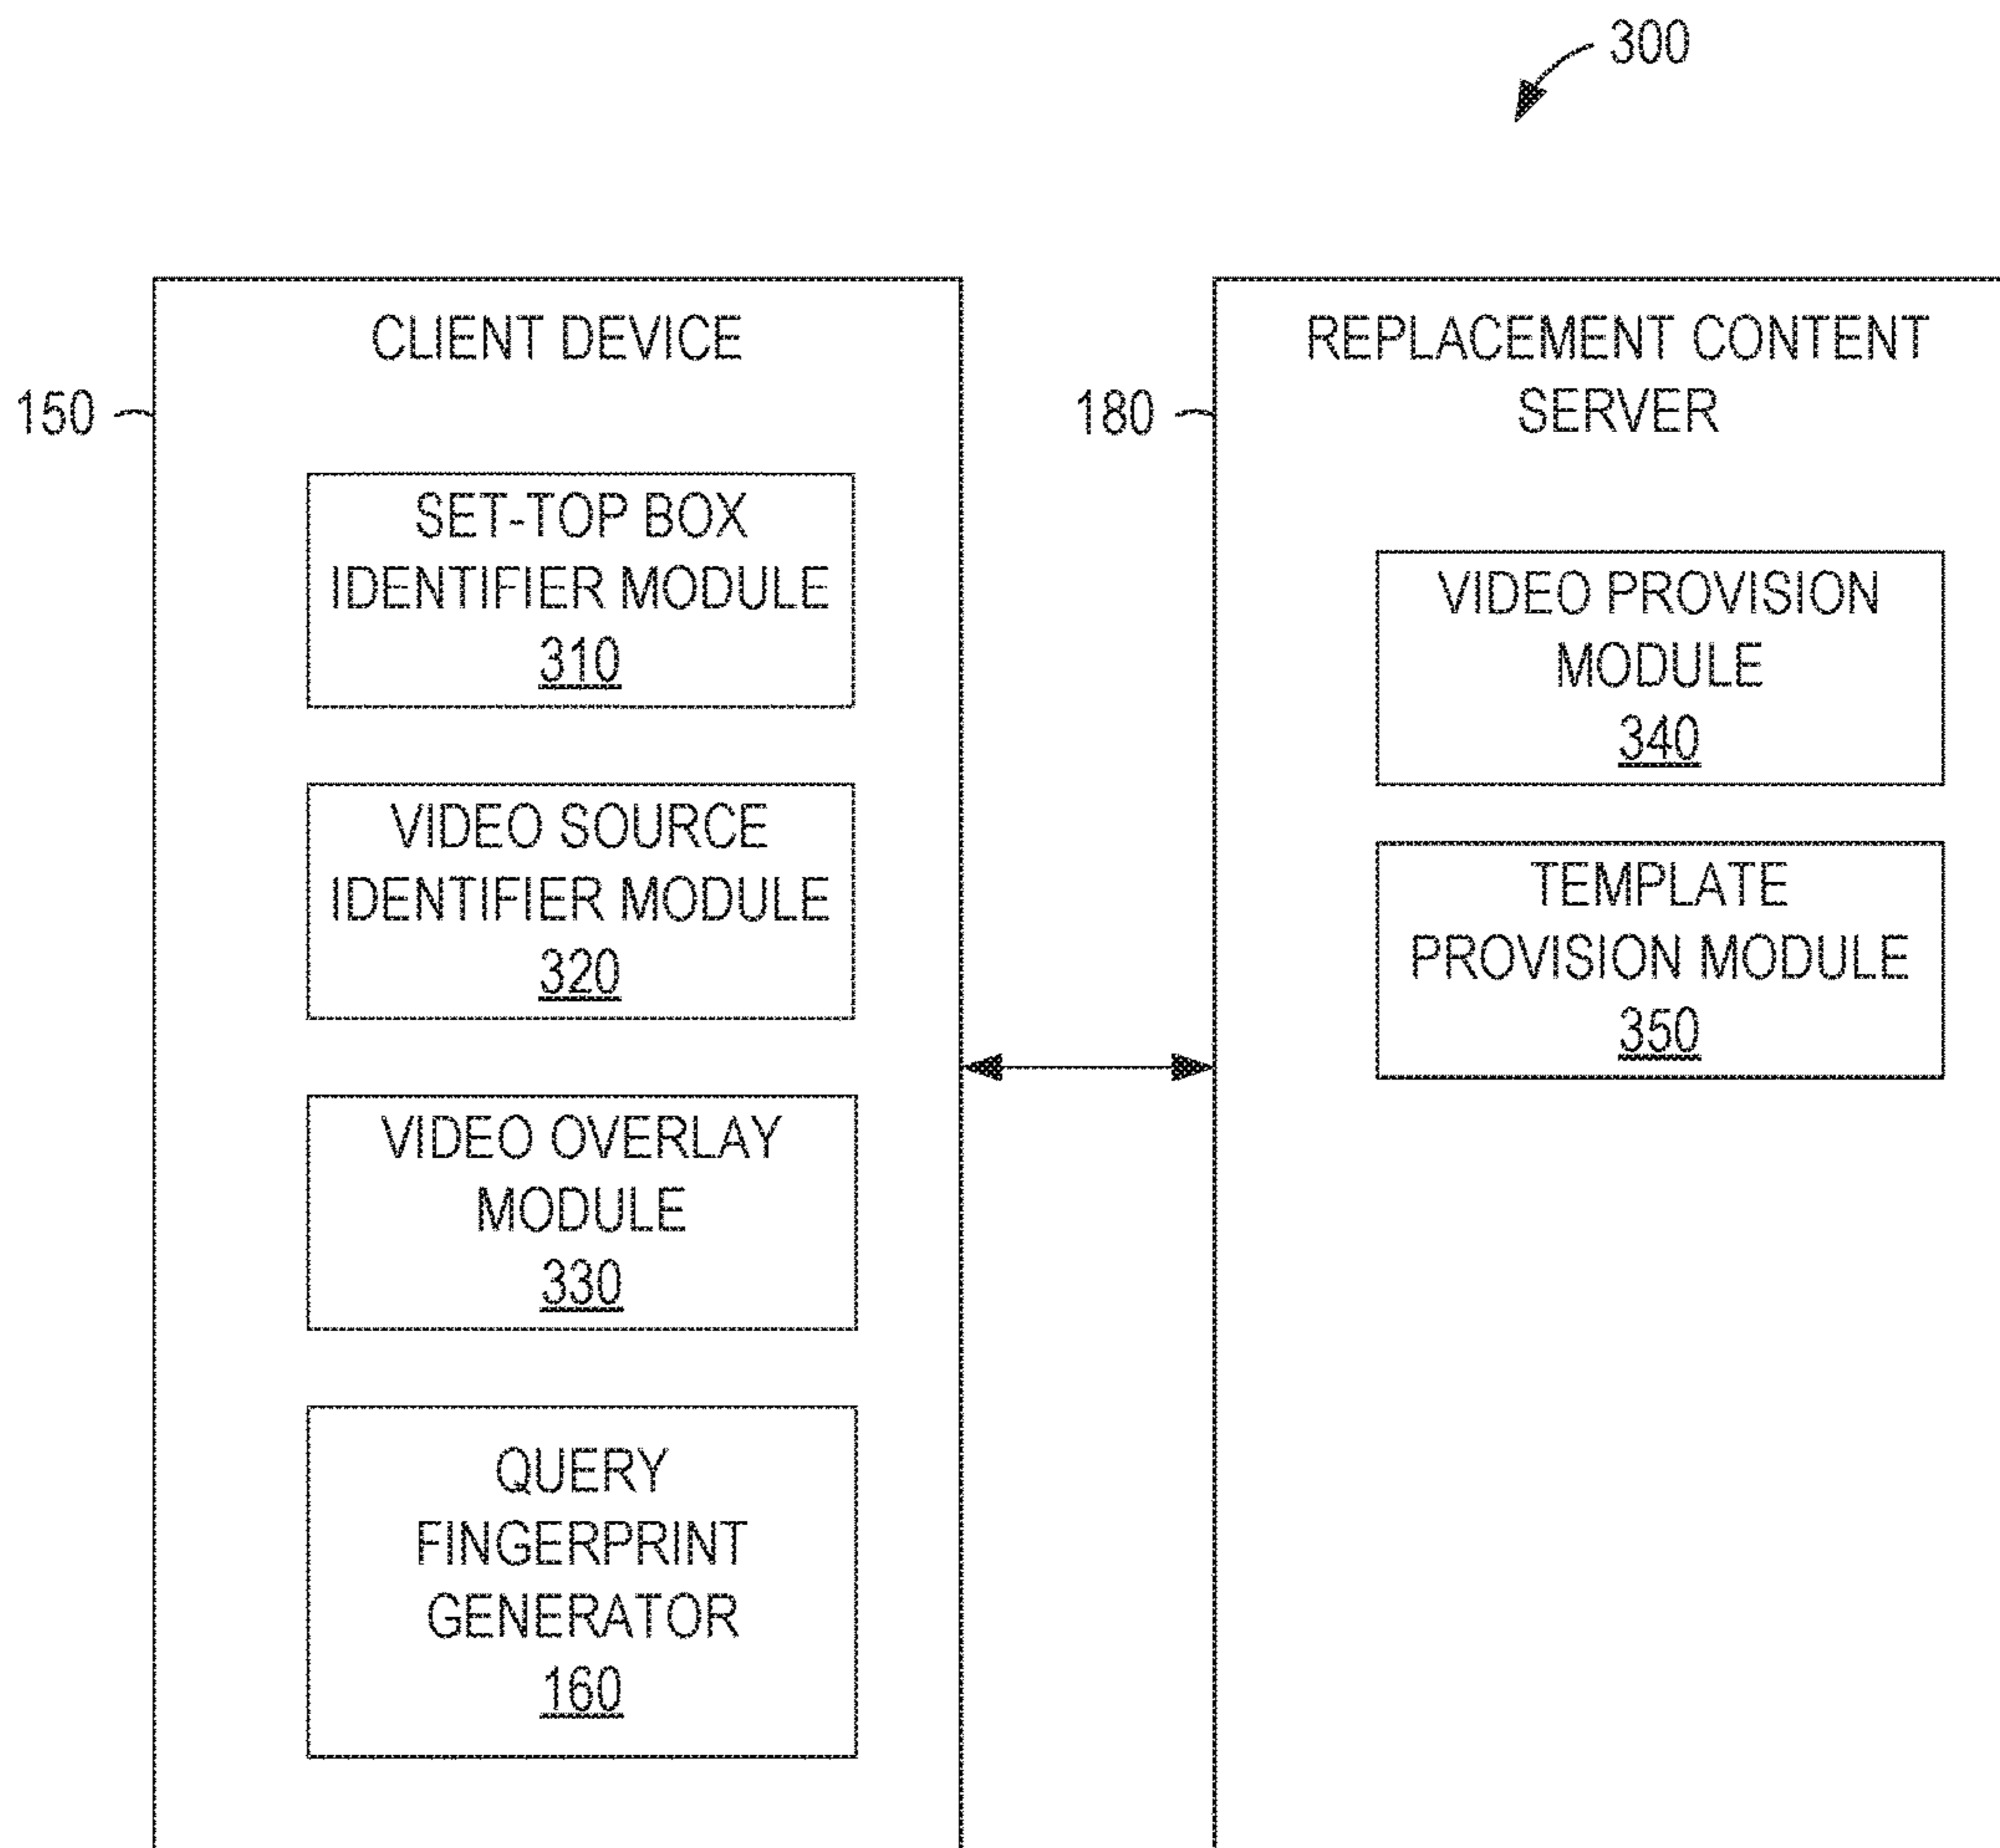 300
CLIENT DEVICE
150
SET-TOP BOX
IDENTIFIER MODULE
310
VIDEO SOURCE
IDENTIFIER MODULE
320
VIDEO OVERLAY
MODULE
330
QUERY
FINGERPRINT
GENERATOR
160
REPLACEMENT CONTENT
SERVER
180
VIDEO PROVISION
MODULE
340
TEMPLATE
PROVISION MODULE
350